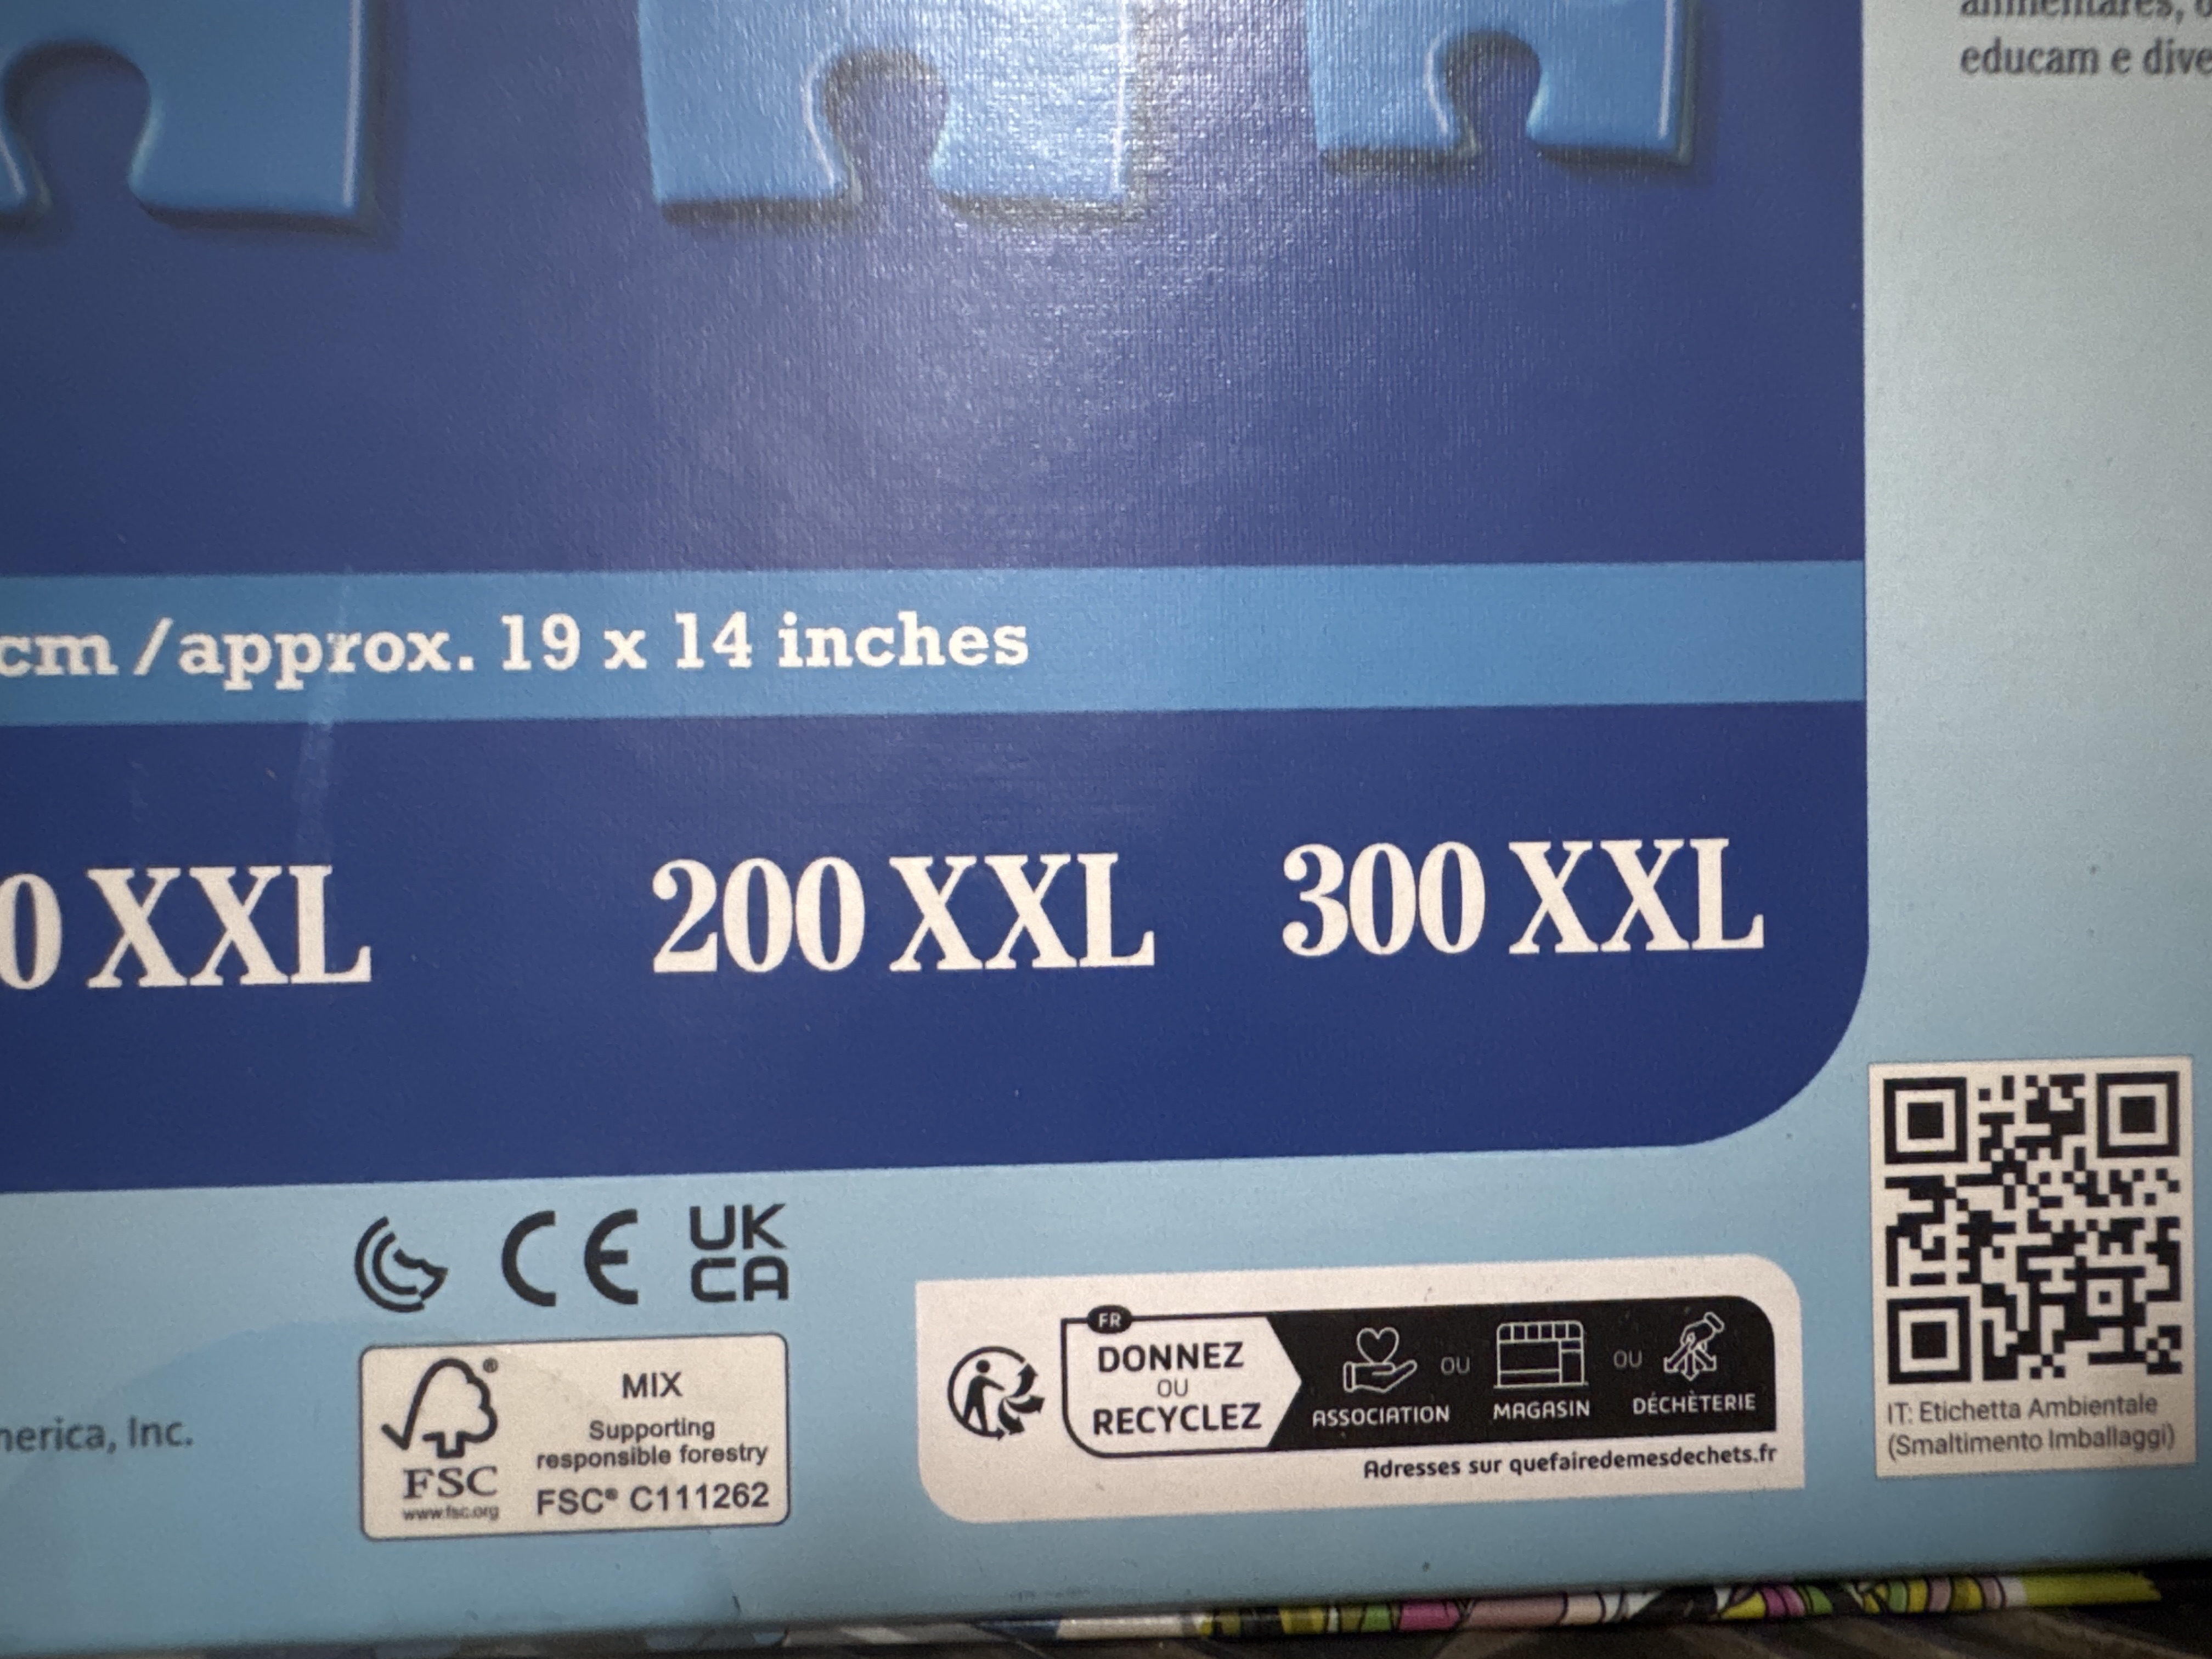 educam e dive
cm / approx. 19 x 14 inches
0 XXL 200 XXL 300 XXL
CE
UK
CA
FR
DONNEZ
OU
RECYCLEZ
ASSOCIATION
OU
MAGASIN
OU
DÉCHÈTERIE
Adresses sur quefairedemesdechets.fr
nerica, Inc.
FSC®
www.fsc.org
MIX
Supporting
responsible forestry
FSC® C111262
IT: Etichetta Ambientale
(Smaltimento Imballaggi)